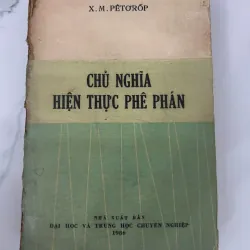 X. M. PÊTƠRỐP
CHỦ NGHĨA
HIỆN THỰC PHÊ PHÁN
NHÀ XUẤT BẢN
ĐẠI HỌC VÀ TRUNG HỌC CHUYÊN NGHIỆP